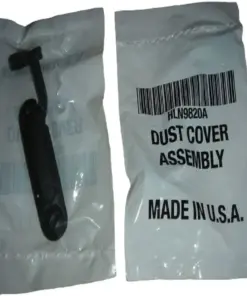 HLN9820A
DUST COVER
ASSEMBLY
MADE IN U.S.A.